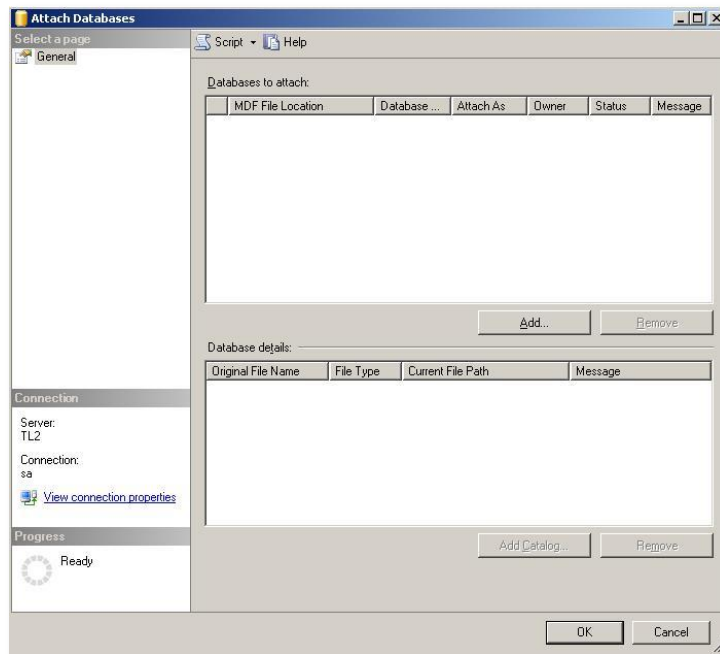 Attach Databases
Select a page
General
Script Help
Databases to attach:
MDF File Location Database ... Attach As Owner Status Message
Add... Remove
Database details:
Original File Name File Type Current File Path Message
Add Catalog... Remove
Connection
Server:
TL2
Connection:
sa
View connection properties
Progress
Ready
OK Cancel